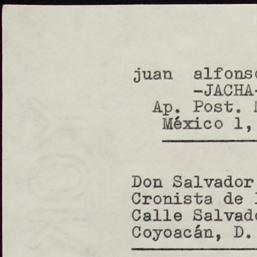 juan alfonso
-JACHA-
Ap. Post.
México 1,
Don Salvador
Cronista de
Calle Salvado
Coyoacán, D.